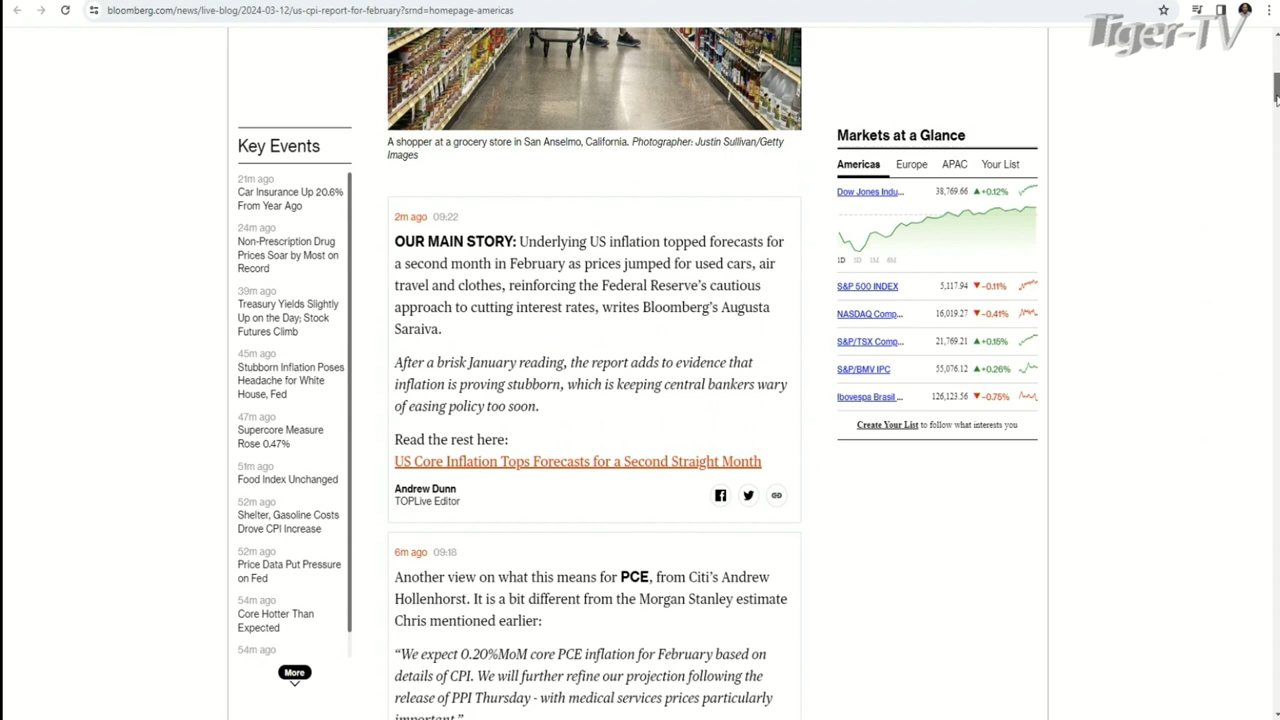 bloomberg.com/news/live-blog/2024-03-12/us-cpi-report-for-february?srnd=homepage-americas
Tiger-TV
A shopper at a grocery store in San Anselmo, California. Photographer: Justin Sullivan/Getty
Images
Key Events
21m ago
Car Insurance Up 20.6%
From Year Ago
24m ago
Non-Prescription Drug
Prices Soar by Most on
Record
39m ago
Treasury Yields Slightly
Up on the Day; Stock
Futures Climb
45m ago
Stubborn Inflation Poses
Headache for White
House, Fed
47m ago
Supercore Measure
Rose 0.47%
51m ago
Food Index Unchanged
52m ago
Shelter, Gasoline Costs
Drove CPI Increase
52m ago
Price Data Put Pressure
on Fed
54m ago
Core Hotter Than
Expected
54m ago
More
2m ago 09:22
OUR MAIN STORY: Underlying US inflation topped forecasts for
a second month in February as prices jumped for used cars, air
travel and clothes, reinforcing the Federal Reserve's cautious
approach to cutting interest rates, writes Bloomberg's Augusta
Saraiva.
After a brisk January reading, the report adds to evidence that
inflation is proving stubborn, which is keeping central bankers wary
of easing policy too soon.
Read the rest here:
US Core Inflation Tops Forecasts for a Second Straight Month
Andrew Dunn
TOPLive Editor
6m ago 09:18
Another view on what this means for PCE, from Citi's Andrew
Hollenhorst. It is a bit different from the Morgan Stanley estimate
Chris mentioned earlier:
"We expect 0.20%MoM core PCE inflation for February based on
details of CPI. We will further refine our projection following the
release of PPI Thursday - with medical services prices particularly
important."
Markets at a Glance
Americas Europe APAC Your List
Dow Jones Indu... 38,769.66 ▲+0.12%
1D 5D 1M 6M
S&P 500 INDEX 5,117.94 ▼-0.11%
NASDAQ Comp... 16,019.27 ▼-0.41%
S&P/TSX Comp... 21,769.21 ▲+0.15%
S&P/BMV IPC 55,076.12 ▲+0.26%
Ibovespa Brasil ... 126,123.56 ▼-0.75%
Create Your List to follow what interests you